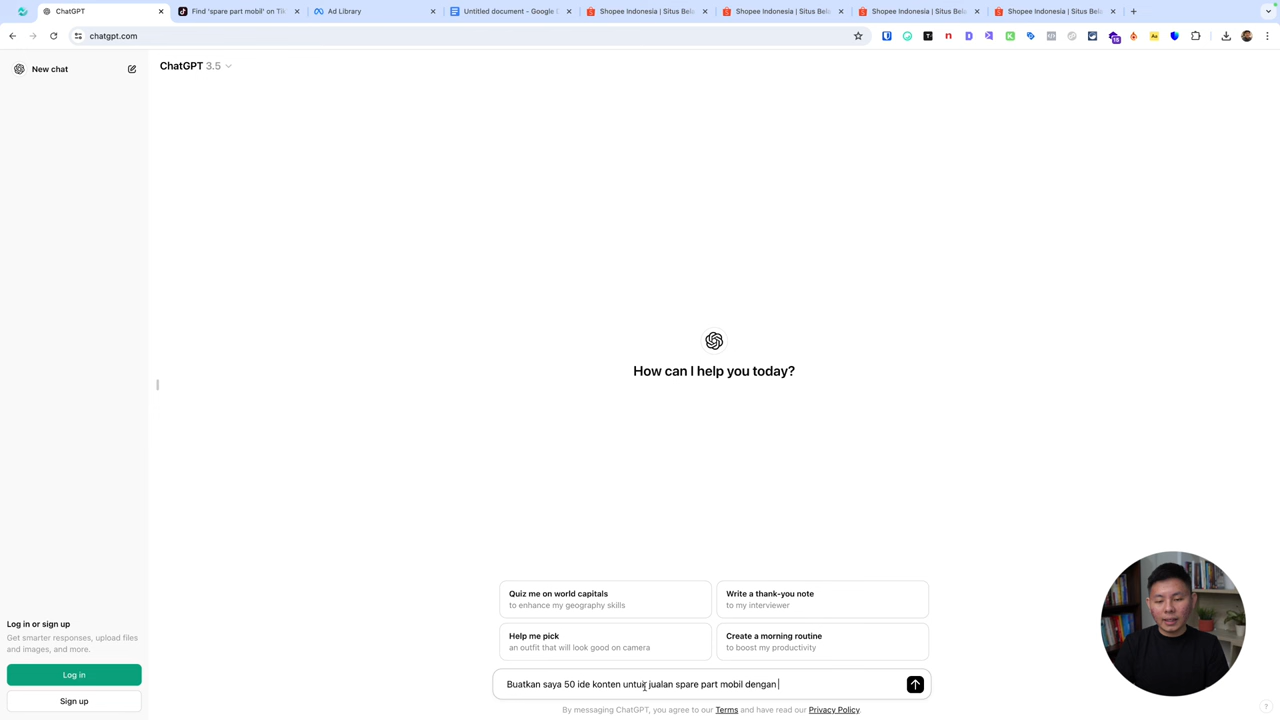 ChatGPT
Find 'spare part mobil' on Tik
Ad Library
Untitled document - Google D
Shopee Indonesia | Situs Bela
Shopee Indonesia | Situs Bela
Shopee Indonesia | Situs Bela
Shopee Indonesia | Situs Bela
chatgpt.com
New chat
ChatGPT 3.5
How can I help you today?
Quiz me on world capitals
to enhance my geography skills
Write a thank-you note
to my interviewer
Help me pick
an outfit that will look good on camera
Create a morning routine
to boost my productivity
Log in or sign up
Get smarter responses, upload files
and images, and more.
Log in
Sign up
Buatkan saya 50 ide konten untuk jualan spare part mobil dengan
By messaging ChatGPT, you agree to our Terms and have read our Privacy Policy.
?